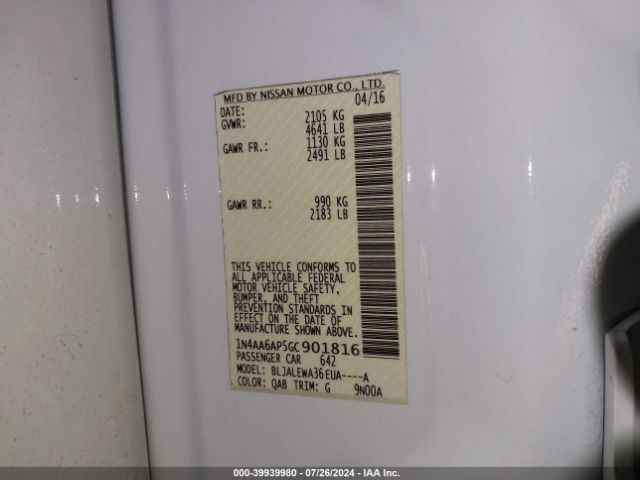 MFD BY NISSAN MOTOR CO., LTD.
DATE: 04/16
GVWR: 2105 KG
4641 LB
GAWR FR.: 1130 KG
2491 LB
GAWR RR.: 990 KG
2183 LB
THIS VEHICLE CONFORMS TO
ALL APPLICABLE FEDERAL
MOTOR VEHICLE SAFETY,
BUMPER, AND THEFT
PREVENTION STANDARDS IN
EFFECT ON THE DATE OF
MANUFACTURE SHOWN ABOVE.
1N4AA6AP5GC901816
PASSENGER CAR 642
MODEL: BLJALEWA36EUA----A
COLOR: QAB TRIM: G 9N00A
000-39939980 - 07/26/2024 - IAA Inc.